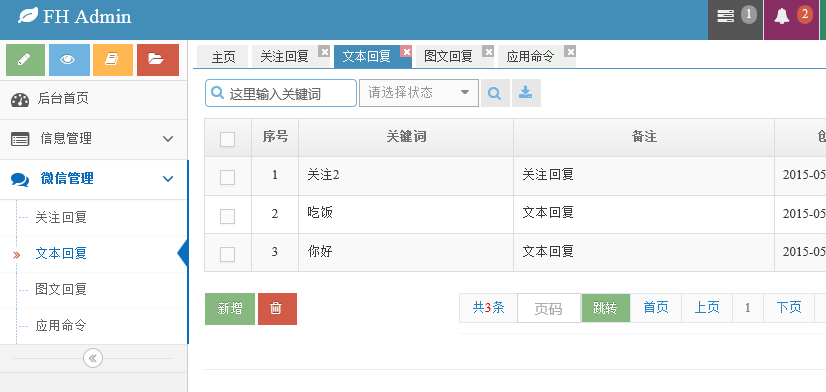 FH Admin
1
2
主页
关注回复
文本回复
图文回复
应用命令
后台首页
信息管理
微信管理
关注回复
文本回复
图文回复
应用命令
这里输入关键词
请选择状态
序号 关键词 备注 创
1 关注2 关注回复 2015-05
2 吃饭 文本回复 2015-05
3 你好 文本回复 2015-05
新增
共3条 页码 跳转 首页 上页 1 下页